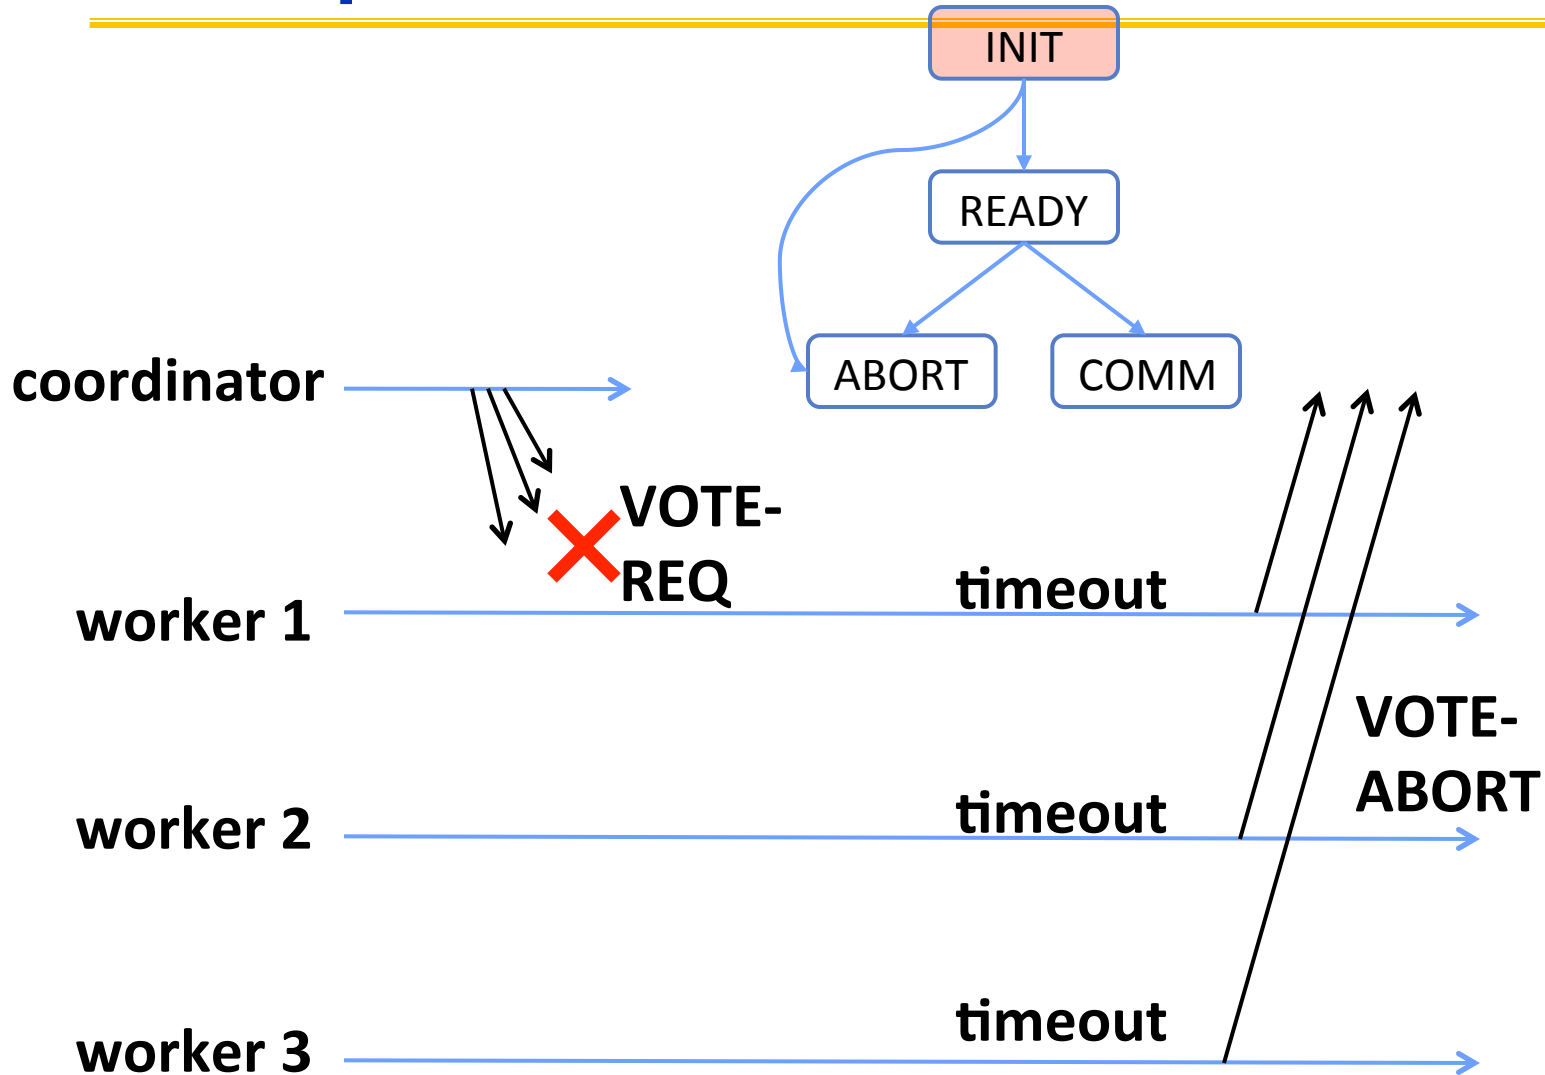 INIT
READY
ABORT
COMM
coordinator
VOTE-
REQ
timeout
worker 1
VOTE-
ABORT
timeout
worker 2
timeout
worker 3